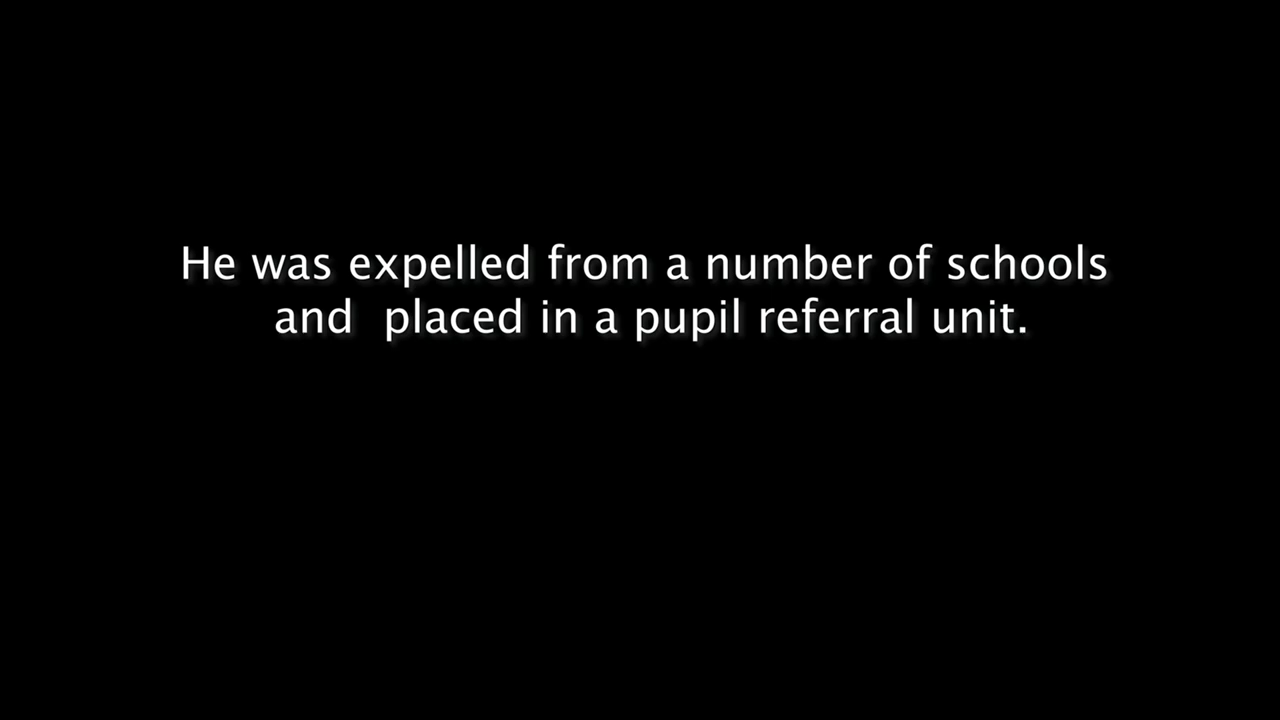 He was expelled from a number of schools
and  placed in a pupil referral unit.